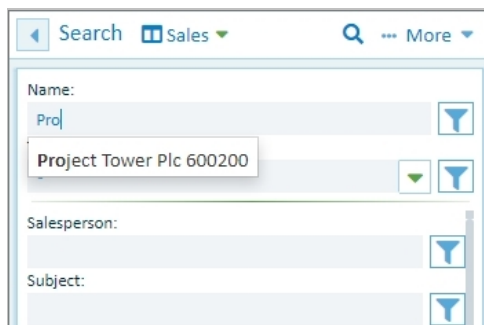 Search Sales More
Name:
Pro
Project Tower Plc 600200
Salesperson:
Subject: